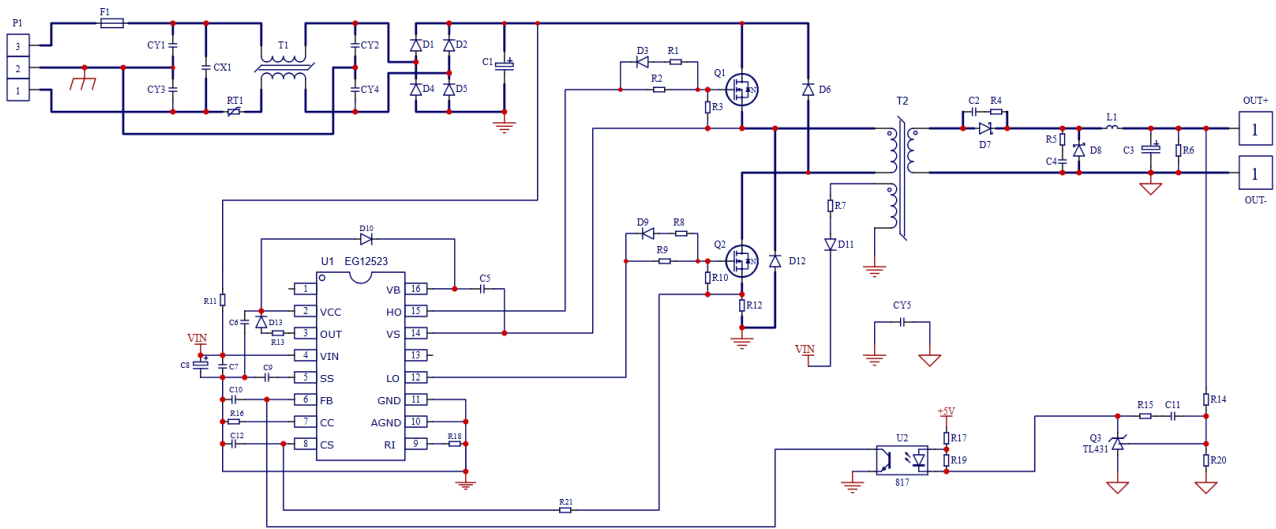 P1
F1
3
2
1
CY1
CY3
CX1
RT1
T1
CY2
CY4
D1
D2
D4
D5
C1
D3
R1
R2
R3
Q1
N
D6
T2
C2
R4
D7
R5
C4
D8
L1
C3
R6
OUT+
1
1
OUT-
D9
R8
R9
R10
Q2
N
R12
D12
R7
D11
VIN
CY5
D10
U1 EG12523
C5
R11
C6
D13
R13
VIN
C8
C7
C9
C10
R16
C12
1
2 VCC
3 OUT
4 VIN
5 SS
6 FB
7 CC
8 CS
VB 16
HO 15
VS 14
13
LO 12
GND 11
AGND 10
RI 9
R18
R21
U2
817
+5V
R17
R19
R15
C11
Q3
TL431
R14
R20